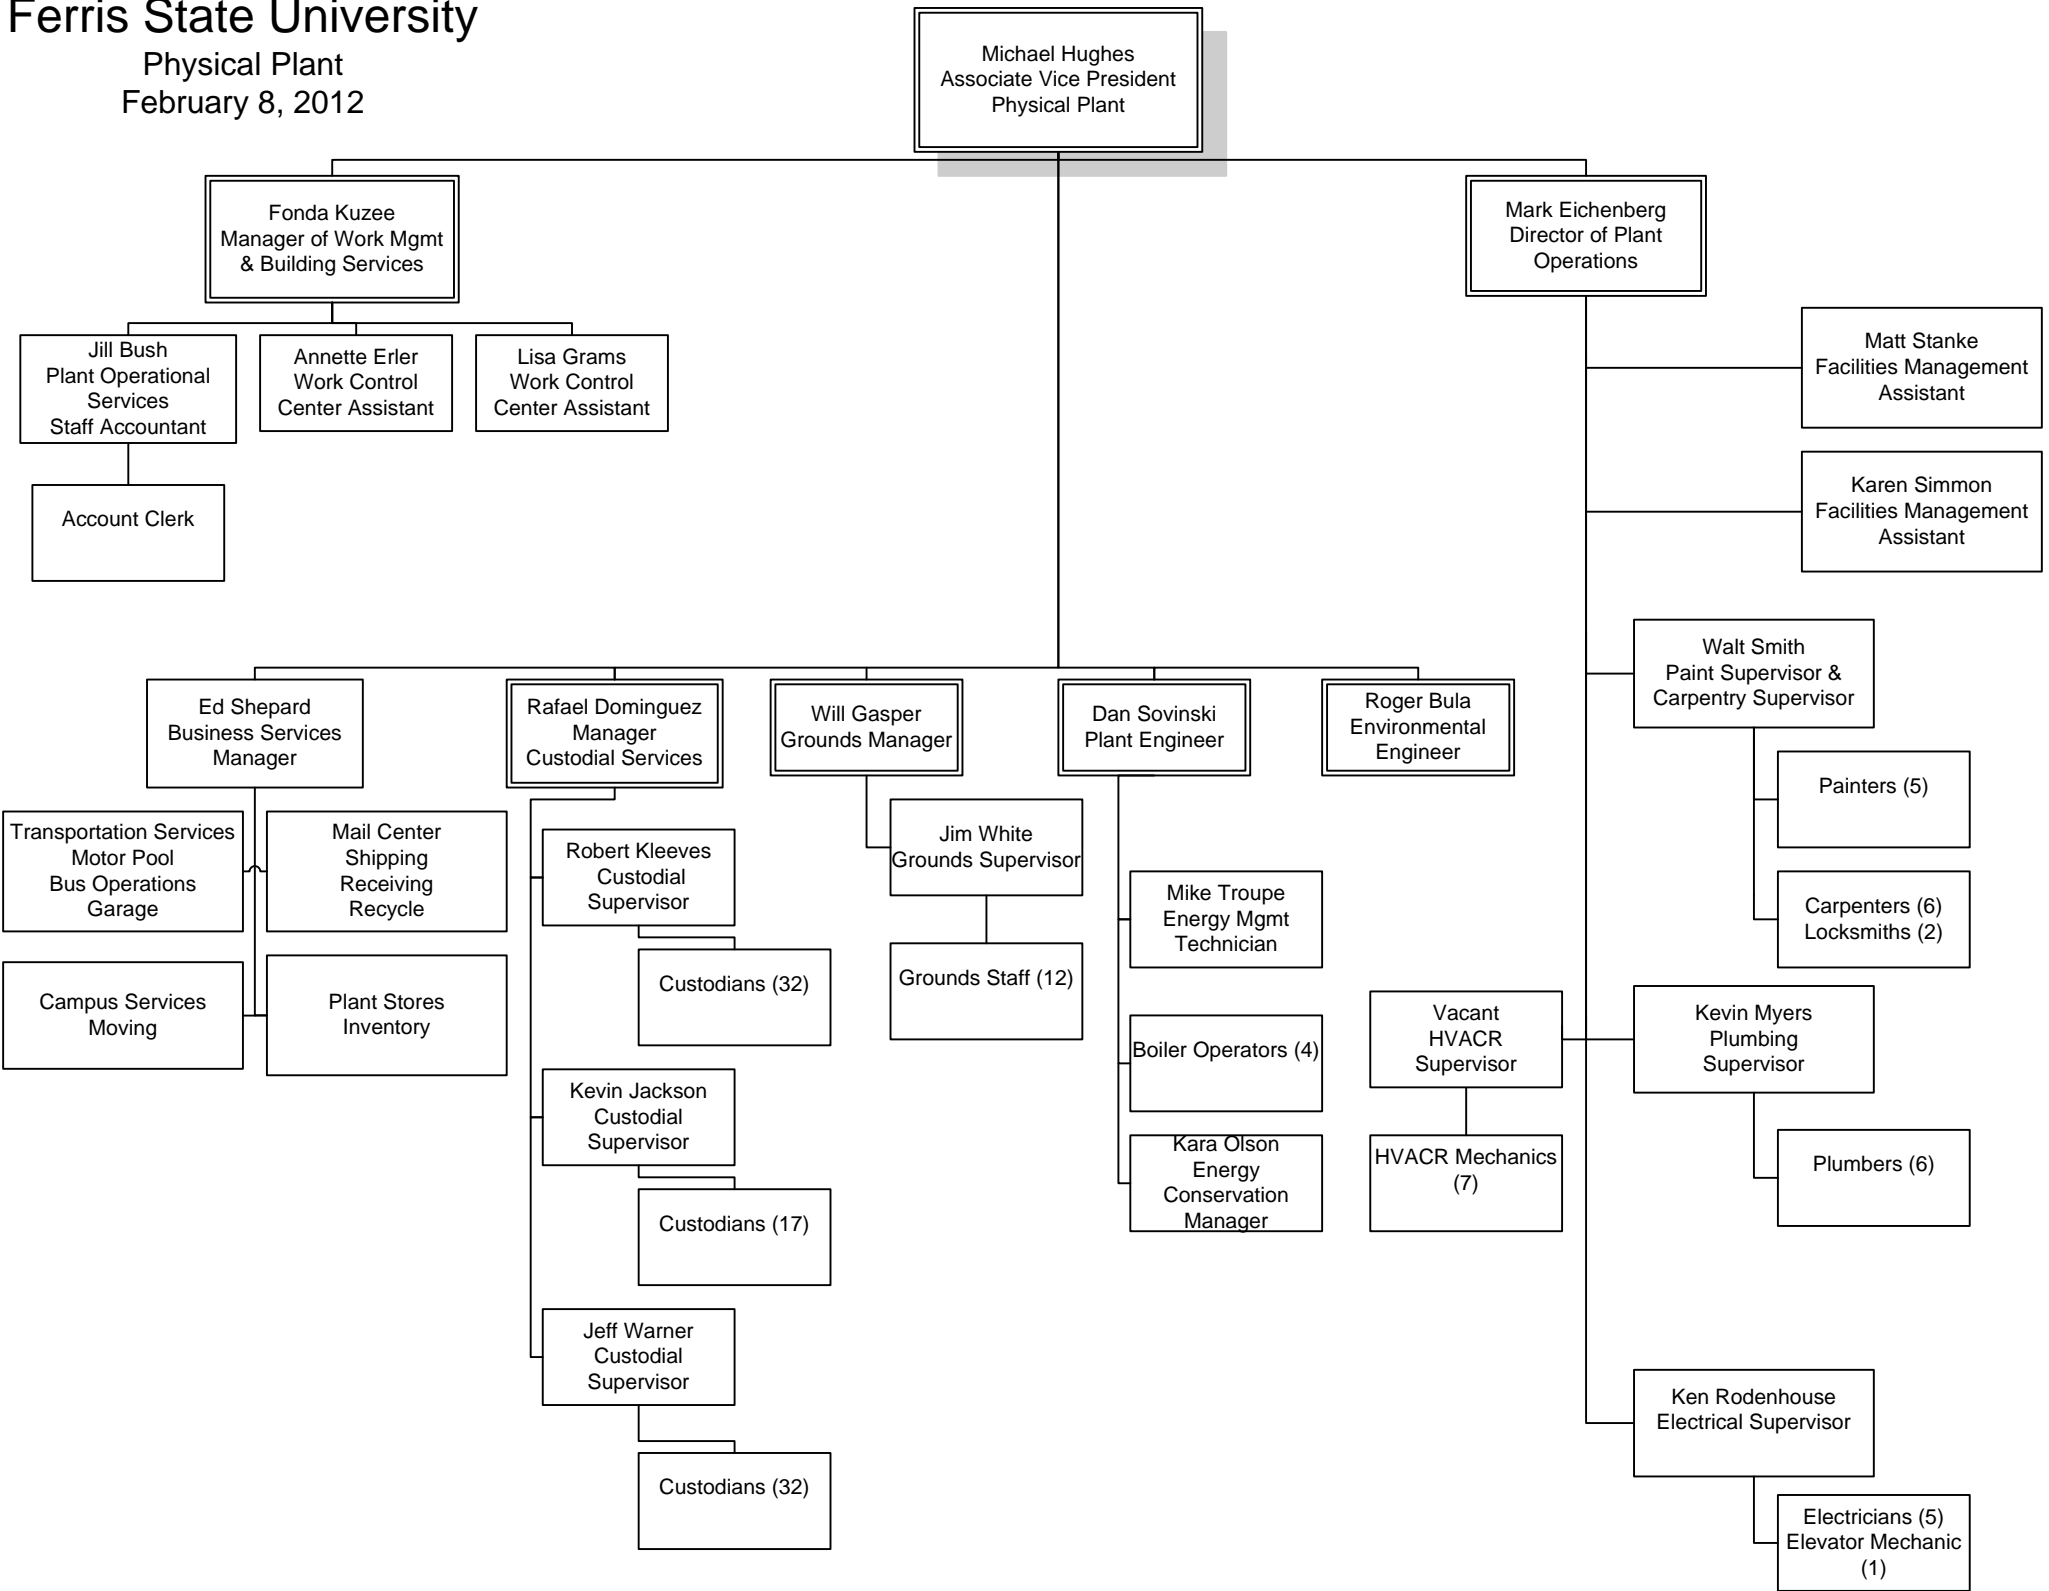 Ferris State University
Physical Plant
February 8, 2012
Michael Hughes
Associate Vice President
Physical Plant
Fonda Kuzee
Manager of Work Mgmt
& Building Services
Mark Eichenberg
Director of Plant
Operations
Jill Bush
Plant Operational
Services
Staff Accountant
Annette Erler
Work Control
Center Assistant
Lisa Grams
Work Control
Center Assistant
Account Clerk
Matt Stanke
Facilities Management
Assistant
Karen Simmon
Facilities Management
Assistant
Walt Smith
Paint Supervisor &
Carpentry Supervisor
Painters (5)
Carpenters (6)
Locksmiths (2)
Ed Shepard
Business Services
Manager
Transportation Services
Motor Pool
Bus Operations
Garage
Mail Center
Shipping
Receiving
Recycle
Campus Services
Moving
Plant Stores
Inventory
Rafael Dominguez
Manager
Custodial Services
Robert Kleeves
Custodial
Supervisor
Custodians (32)
Kevin Jackson
Custodial
Supervisor
Custodians (17)
Jeff Warner
Custodial
Supervisor
Custodians (32)
Will Gasper
Grounds Manager
Jim White
Grounds Supervisor
Grounds Staff (12)
Dan Sovinski
Plant Engineer
Mike Troupe
Energy Mgmt
Technician
Boiler Operators (4)
Kara Olson
Energy
Conservation
Manager
Roger Bula
Environmental
Engineer
Vacant
HVACR
Supervisor
HVACR Mechanics
(7)
Kevin Myers
Plumbing
Supervisor
Plumbers (6)
Ken Rodenhouse
Electrical Supervisor
Electricians (5)
Elevator Mechanic
(1)